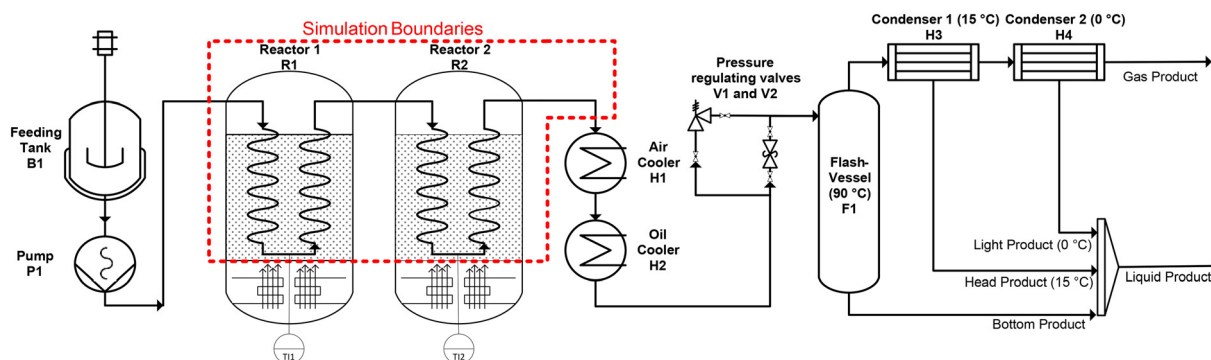 Simulation Boundaries
Condenser 1 (15 °C)
H3
Condenser 2 (0 °C)
H4
Reactor 1
R1
Reactor 2
R2
Pressure
regulating valves
V1 and V2
Gas Product
Feeding
Tank
B1
Air
Cooler
H1
Flash-
Vessel
(90 °C)
F1
Pump
P1
Oil
Cooler
H2
Light Product (0 °C)
Head Product (15 °C)
Liquid Product
Bottom Product
TI1
TI2